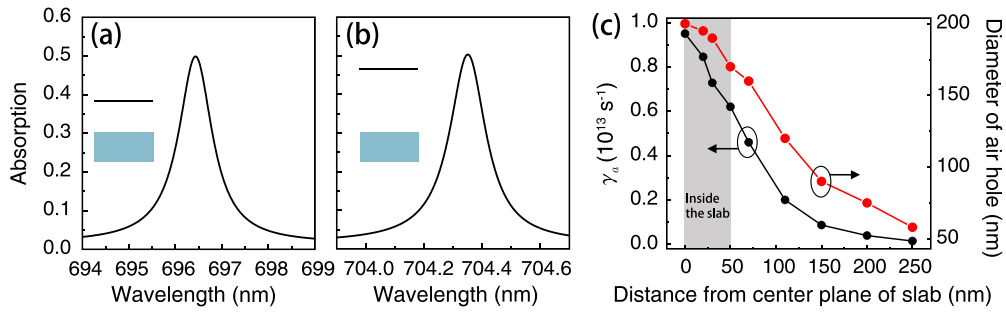 (a)
0.6
0.5
0.4
0.3
0.2
0.1
0.0
Absorption
694 695 696 697 698 699
Wavelength (nm)
(b)
704.0 704.2 704.4 704.6
Wavelength (nm)
(c)
1.0
0.8
0.6
0.4
0.2
0.0
γa (10¹³ s⁻¹)
Inside
the slab
200
150
100
50
Diameter of air
hole (nm)
0 50 100 150 200 250
Distance from center plane of slab (nm)